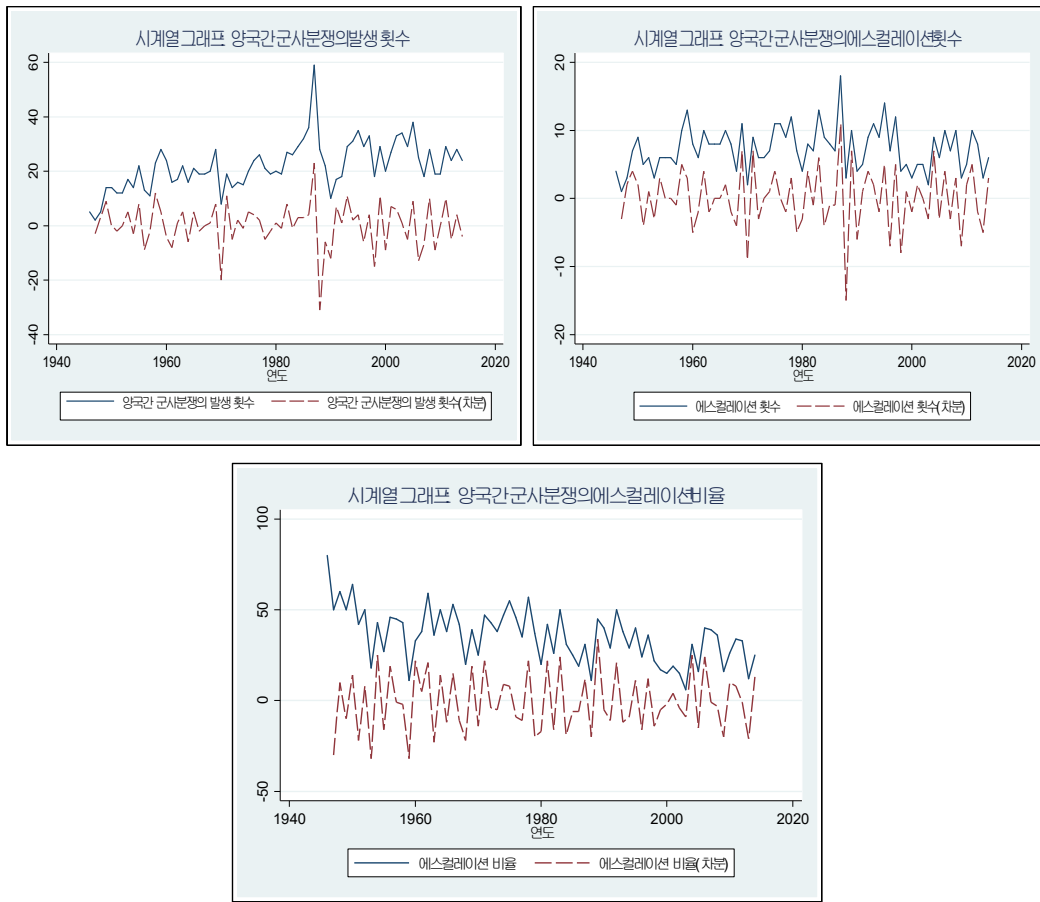 시계열 그래프: 양국간 군사분쟁의 발생 횟수
60
40
20
0
-20
-40
1940
1960
1980
2000
2020
연도
양국간 군사분쟁의 발생 횟수
양국간 군사분쟁의 발생 횟수(차분)
시계열 그래프: 양국간 군사분쟁의 에스컬레이션 횟수
20
10
0
-10
-20
1940
1960
1980
2000
2020
연도
에스컬레이션 횟수
에스컬레이션 횟수(차분)
시계열 그래프: 양국간 군사분쟁의 에스컬레이션 비율
100
50
0
-50
1940
1960
1980
2000
2020
연도
에스컬레이션 비율
에스컬레이션 비율(차분)